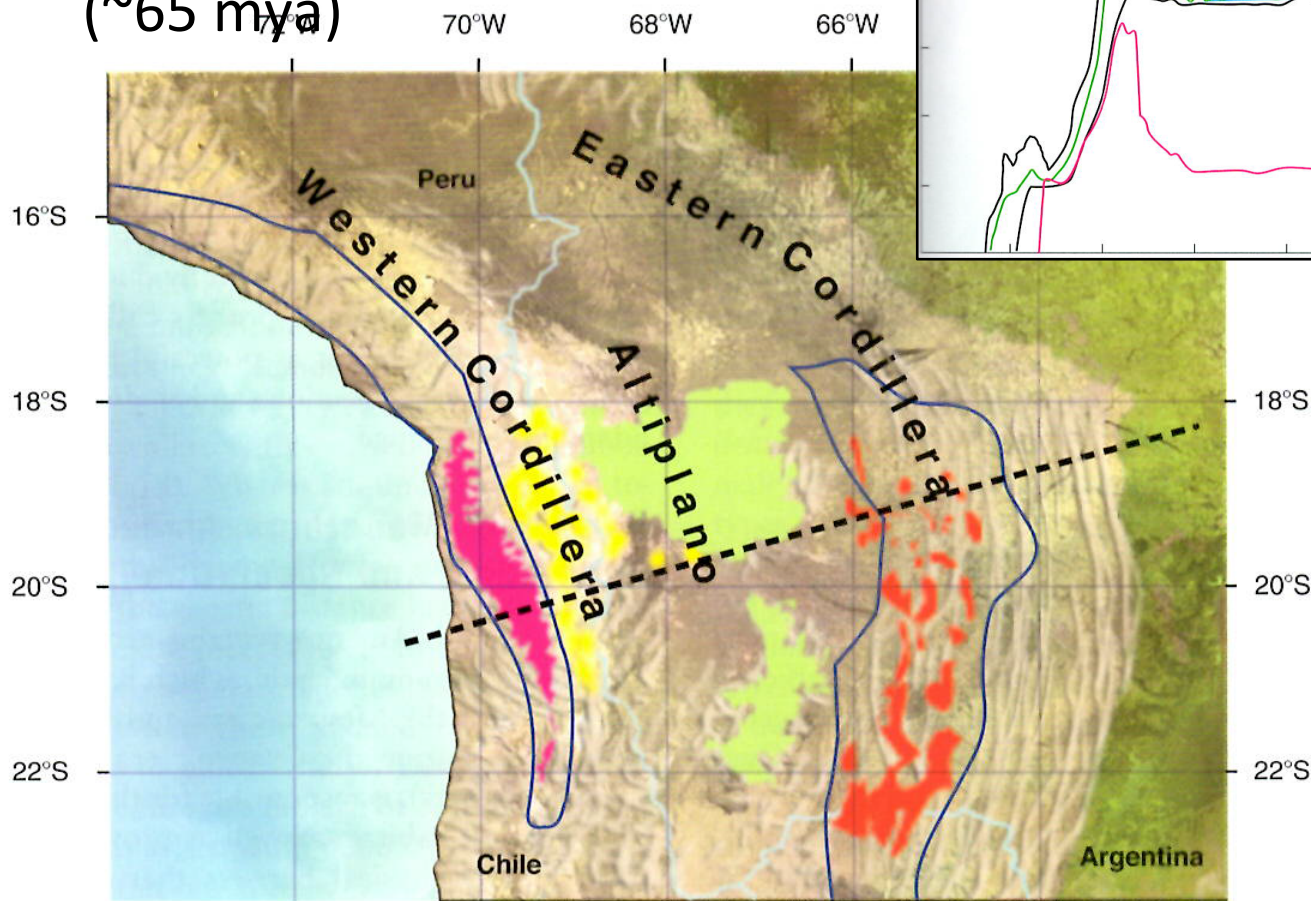 (~65 mya)
72°W
70°W
68°W
66°W
Eastern Cordillera
Western Cordillera
Peru
16°S
Altiplano
18°S
18°S
20°S
20°S
22°S
22°S
Chile
Argentina